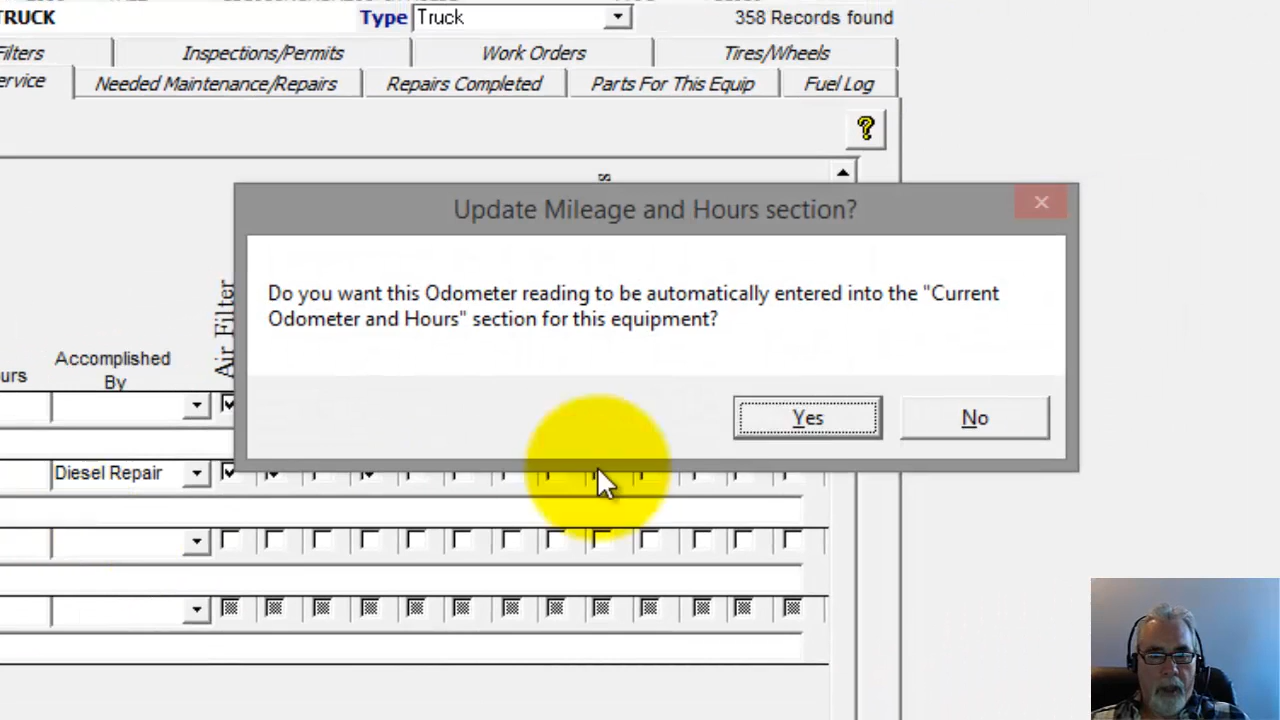 TRUCK Type Truck 358 Records found
Filters Inspections/Permits Work Orders Tires/Wheels
ervice Needed Maintenance/Repairs Repairs Completed Parts For This Equip Fuel Log
?
Update Mileage and Hours section?
Do you want this Odometer reading to be automatically entered into the "Current
Odometer and Hours" section for this equipment?
Yes No
Air Filter
urs Accomplished
By
Diesel Repair